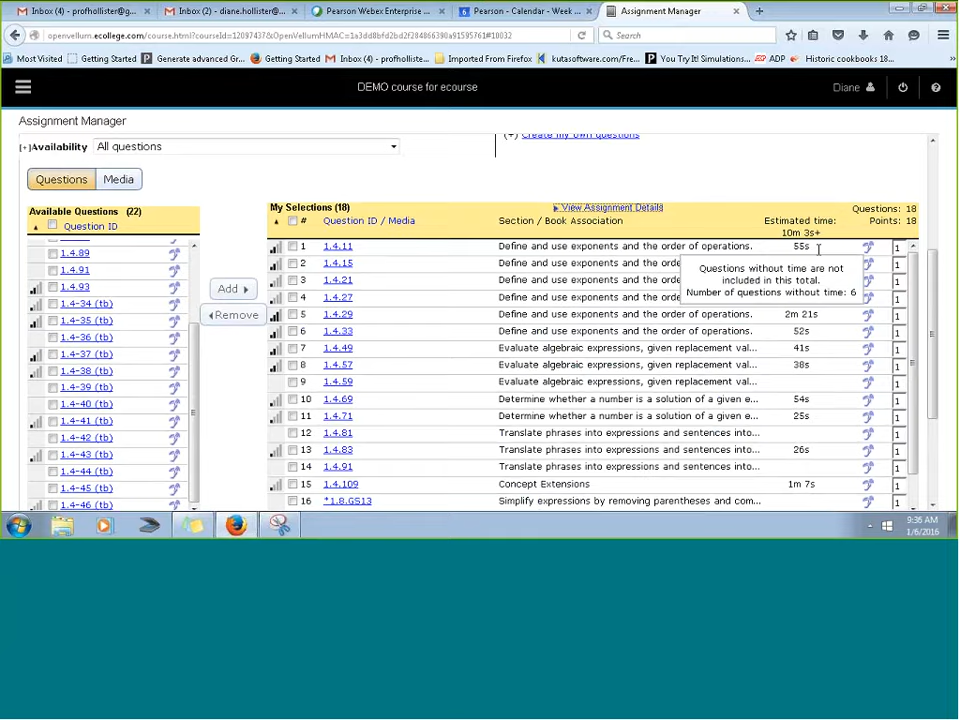 Inbox (4) - profhollister@g...
Inbox (2) - diane.hollister@...
Pearson Webex Enterprise ...
Pearson - Calendar - Week ...
Assignment Manager
openvellum.ecollege.com/course.html?courseId=12097437&OpenVellumHMAC=1a3dd8bfd2bd2f284866390a91595761#10032
Search
Most Visited
Getting Started
Generate advanced Gr...
Getting Started
Inbox (4) - profholliste...
Imported From Firefox
kutasoftware.com/Fre...
You Try It! Simulations...
ADP
Historic cookbooks 18...
DEMO course for ecourse
Diane
Assignment Manager
[+]Availability All questions
(+) Create my own questions
Questions Media
Available Questions (22)
Question ID
1.4.89
1.4.91
1.4.93
1.4-34 (tb)
1.4-35 (tb)
1.4-36 (tb)
1.4-37 (tb)
1.4-38 (tb)
1.4-39 (tb)
1.4-40 (tb)
1.4-41 (tb)
1.4-42 (tb)
1.4-43 (tb)
1.4-44 (tb)
1.4-45 (tb)
1.4-46 (tb)
Add
Remove
My Selections (18) View Assignment Details Questions: 18
# Question ID / Media Section / Book Association Estimated time: Points: 18
10m 3s+
1 1.4.11 Define and use exponents and the order of operations. 55s 1
2 1.4.15 Define and use exponents and the order 1
3 1.4.21 Define and use exponents and the order 1
4 1.4.27 Define and use exponents and the order 1
Questions without time are not
included in this total.
Number of questions without time: 6
5 1.4.29 Define and use exponents and the order of operations. 2m 21s 1
6 1.4.33 Define and use exponents and the order of operations. 52s 1
7 1.4.49 Evaluate algebraic expressions, given replacement val... 41s 1
8 1.4.57 Evaluate algebraic expressions, given replacement val... 38s 1
9 1.4.59 Evaluate algebraic expressions, given replacement val... 1
10 1.4.69 Determine whether a number is a solution of a given e... 54s 1
11 1.4.71 Determine whether a number is a solution of a given e... 25s 1
12 1.4.81 Translate phrases into expressions and sentences into... 1
13 1.4.83 Translate phrases into expressions and sentences into... 26s 1
14 1.4.91 Translate phrases into expressions and sentences into... 1
15 1.4.109 Concept Extensions 1m 7s 1
16 *1.8.GS13 Simplify expressions by removing parentheses and com... 1
9:36 AM
1/6/2016